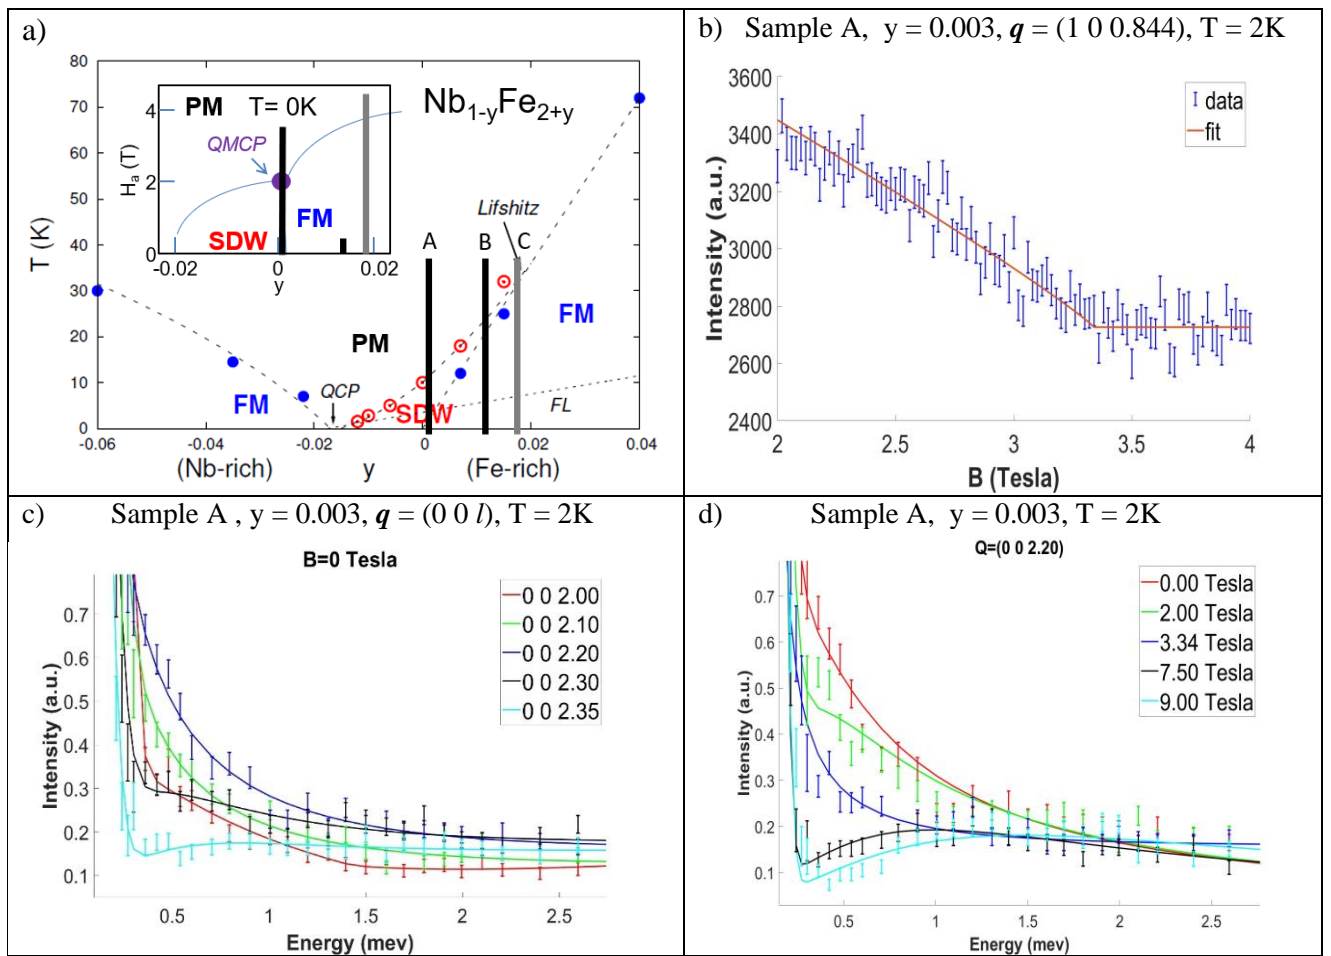 a)
80
70
60
50
40
30
20
10
0
T (K)
-0.06
-0.04
-0.02
0
0.02
0.04
(Nb-rich)
y
(Fe-rich)
Nb1-yFe2+y
PM
T= 0K
4
2
0
Ha (T)
QMCP
FM
SDW
-0.02
0
0.02
y
Lifshitz
A
B
C
FM
PM
QCP
FM
SDW
FL
b) Sample A, y = 0.003, q = (1 0 0.844), T = 2K
3600
3400
3200
3000
2800
2600
2400
Intensity (a.u.)
data
fit
2
2.5
3
3.5
4
B (Tesla)
c) Sample A , y = 0.003, q = (0 0 l), T = 2K
B=0 Tesla
0.7
0.6
0.5
0.4
0.3
0.2
0.1
Intensity (a.u.)
0 0 2.00
0 0 2.10
0 0 2.20
0 0 2.30
0 0 2.35
0.5
1
1.5
2
2.5
Energy (mev)
d) Sample A, y = 0.003, T = 2K
Q=(0 0 2.20)
0.7
0.6
0.5
0.4
0.3
0.2
0.1
Intensity (a.u.)
0.00 Tesla
2.00 Tesla
3.34 Tesla
7.50 Tesla
9.00 Tesla
0.5
1
1.5
2
2.5
Energy (mev)